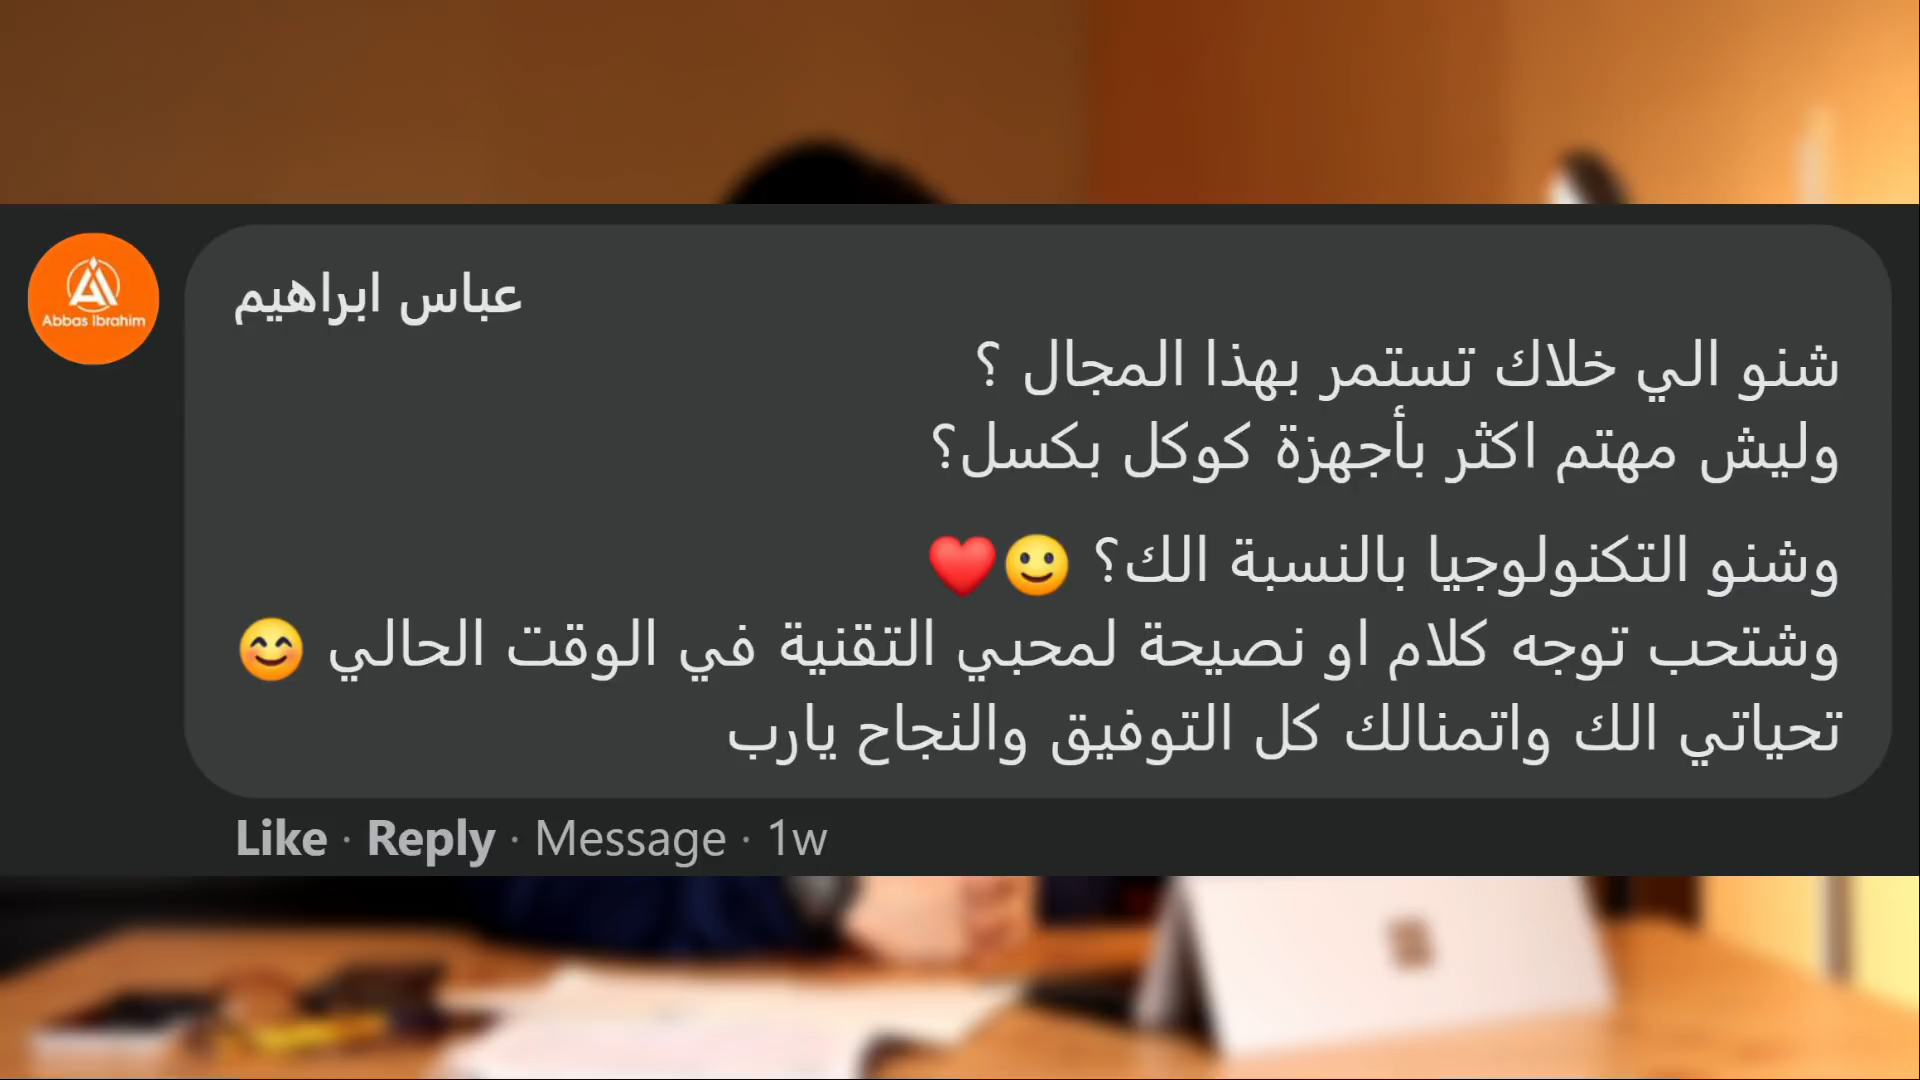 Abbas Ibrahim
عباس ابراهيم
شنو الي خلاك تستمر بهذا المجال ؟
وليش مهتم اكثر بأجهزة كوكل بكسل؟
وشنو التكنولوجيا بالنسبة الك؟ 🙂❤️
وشتحب توجه كلام او نصيحة لمحبي التقنية في الوقت الحالي 😊
تحياتي الك واتمنالك كل التوفيق والنجاح يارب
Like · Reply · Message · 1w